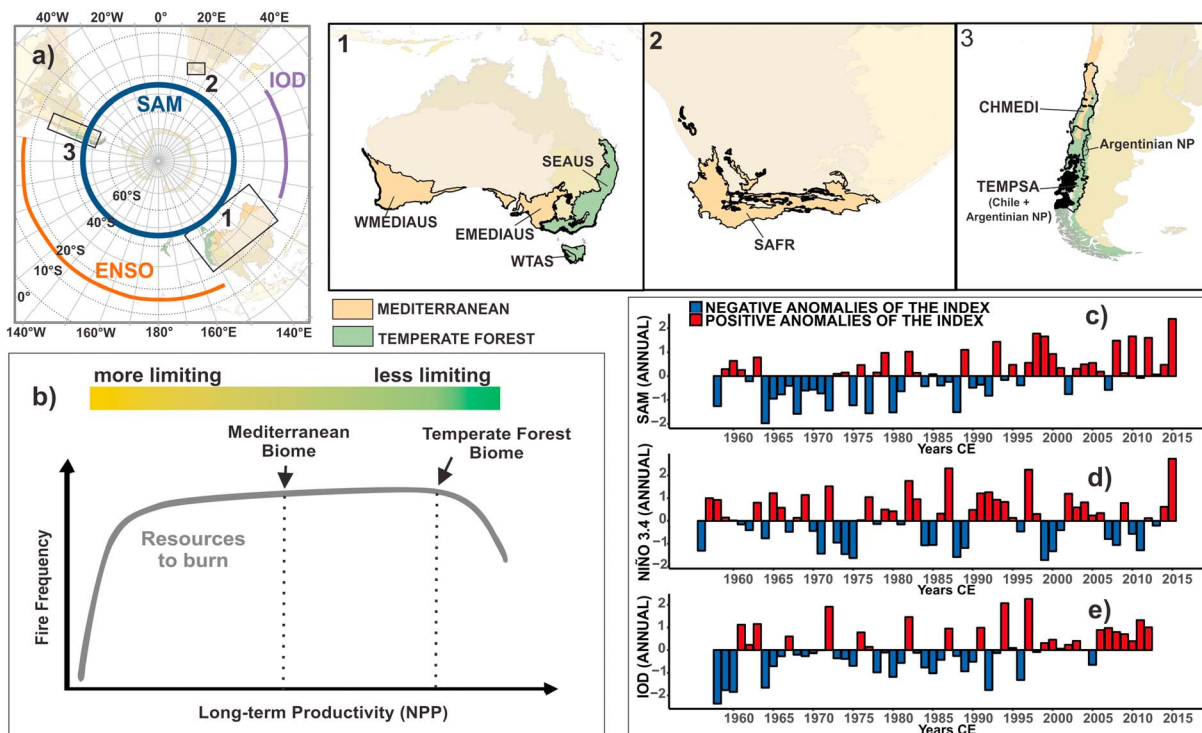 40°W 20°W 0° 20°E 40°E
a)
SAM
IOD
2
3
1
60°S
40°S
20°S
10°S
0°
ENSO
140°W 160°W 180° 160°E 140°E
1
SEAUS
WMEDIAUS
EMEDIAUS
WTAS
2
SAFR
3
CHMEDI
Argentinian NP
TEMPSA
(Chile +
Argentinian NP)
MEDITERRANEAN
TEMPERATE FOREST
b)
more limiting less limiting
Mediterranean
Biome
Temperate Forest
Biome
Resources
to burn
Fire Frequency
Long-term Productivity (NPP)
NEGATIVE ANOMALIES OF THE INDEX
POSITIVE ANOMALIES OF THE INDEX
c)
SAM (ANNUAL)
2
1
0
-1
-2
1960 1965 1970 1975 1980 1985 1990 1995 2000 2005 2010 2015
Years CE
d)
NIÑO 3.4 (ANNUAL)
2
1
0
-1
-2
1960 1965 1970 1975 1980 1985 1990 1995 2000 2005 2010 2015
Years CE
e)
IOD (ANNUAL)
2
1
0
-1
-2
1960 1965 1970 1975 1980 1985 1990 1995 2000 2005 2010 2015
Years CE